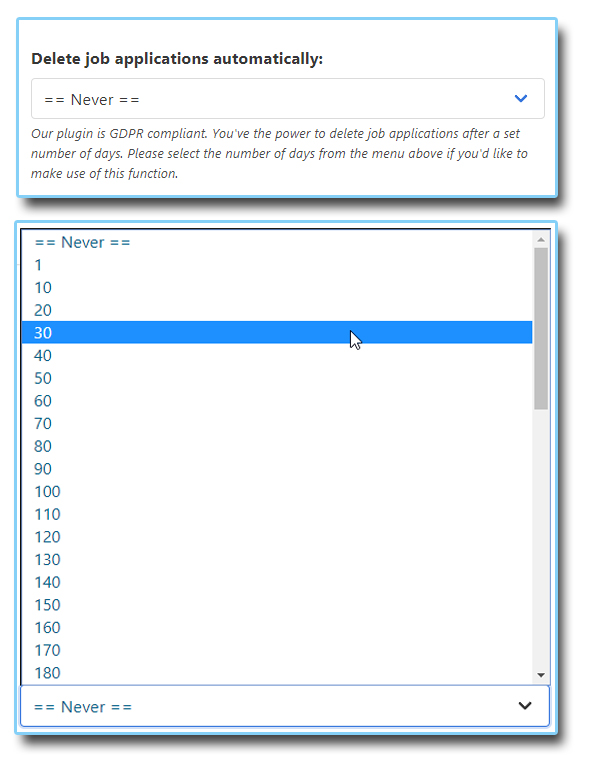 Delete job applications automatically:
== Never ==
Our plugin is GDPR compliant. You've the power to delete job applications after a set
number of days. Please select the number of days from the menu above if you'd like to
make use of this function.
== Never ==
1
10
20
30
40
50
60
70
80
90
100
110
120
130
140
150
160
170
180
== Never ==